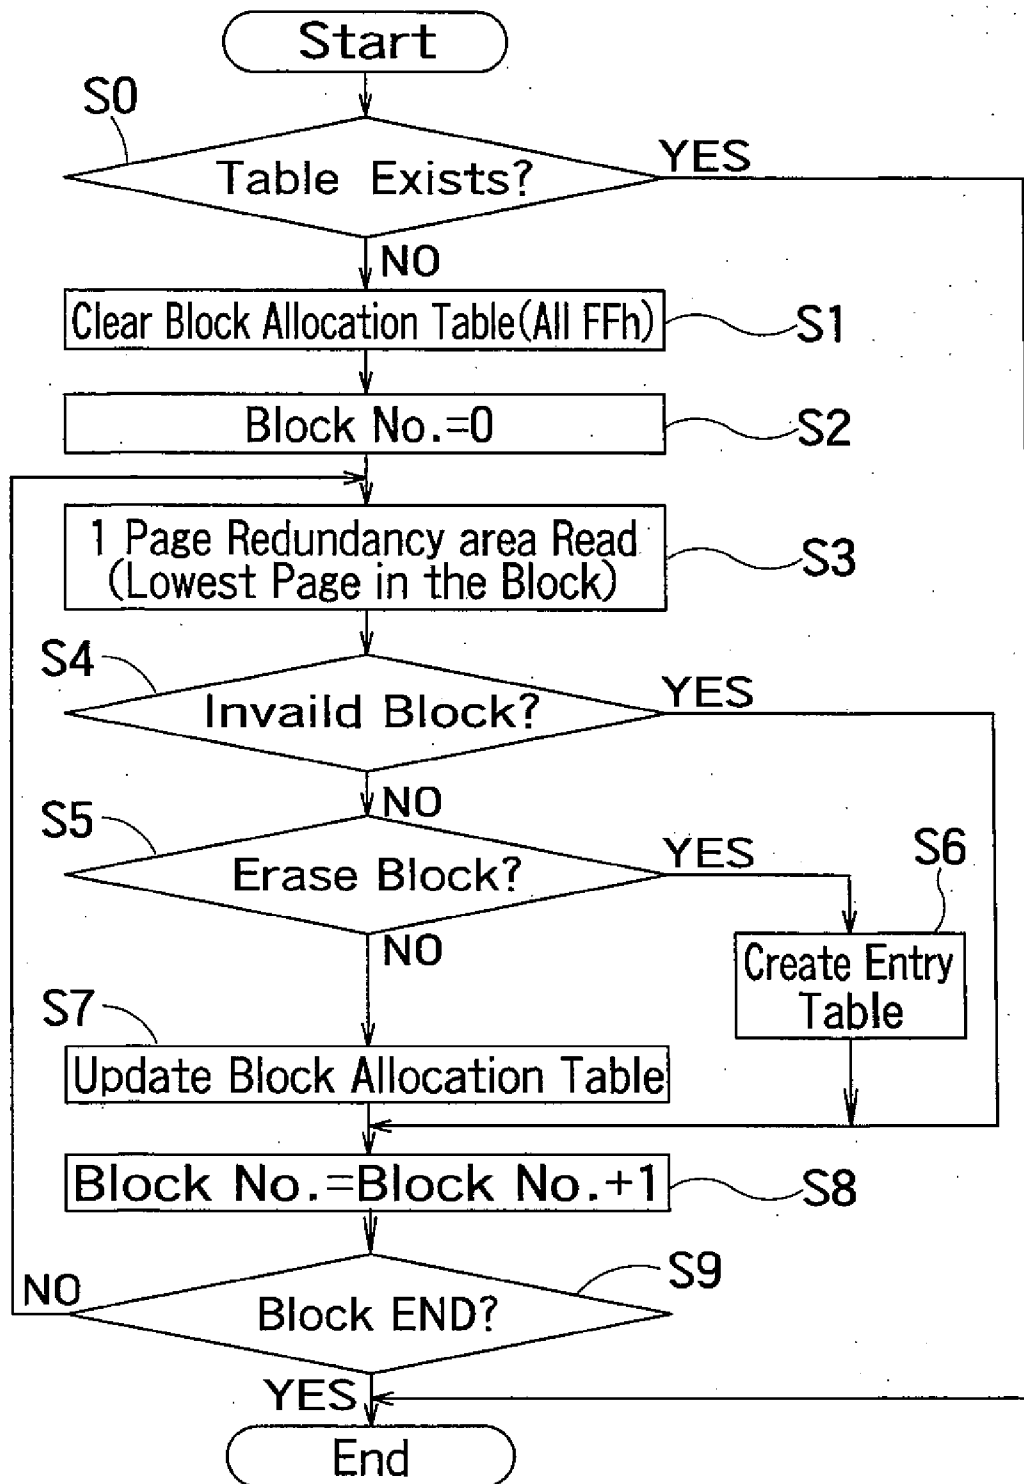 Start
S0
Table Exists?
YES
NO
Clear Block Allocation Table(All FFh)
S1
Block No.=0
S2
1 Page Redundancy area Read
(Lowest Page in the Block)
S3
S4
Invaild Block?
YES
NO
S5
Erase Block?
YES
S6
NO
Create Entry
Table
S7
Update Block Allocation Table
Block No.=Block No.+1
S8
S9
NO
Block END?
YES
End